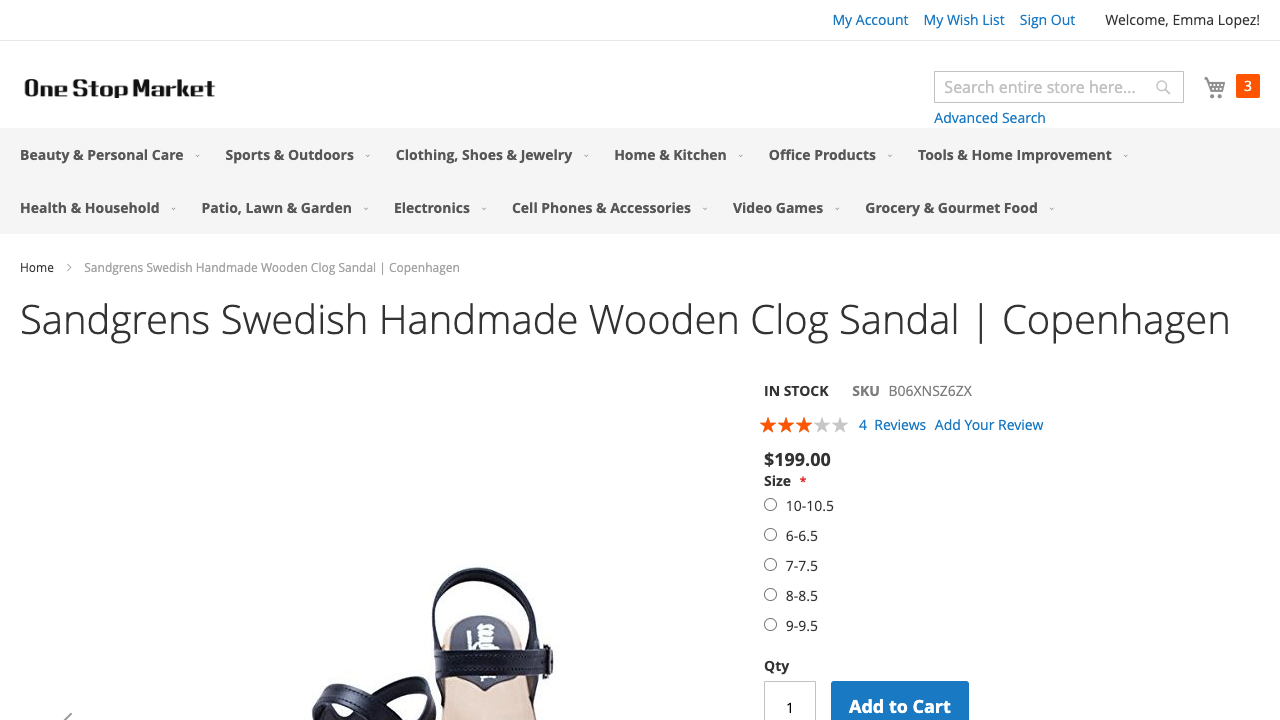 My Account My Wish List Sign Out Welcome, Emma Lopez!
One Stop Market
Search entire store here...
3
Advanced Search
Beauty & Personal Care Sports & Outdoors Clothing, Shoes & Jewelry Home & Kitchen Office Products Tools & Home Improvement
Health & Household Patio, Lawn & Garden Electronics Cell Phones & Accessories Video Games Grocery & Gourmet Food
Home Sandgrens Swedish Handmade Wooden Clog Sandal | Copenhagen
Sandgrens Swedish Handmade Wooden Clog Sandal | Copenhagen
IN STOCK SKU B06XNSZ6ZX
4 Reviews Add Your Review
$199.00
Size *
10-10.5
6-6.5
7-7.5
8-8.5
9-9.5
Qty
1 Add to Cart